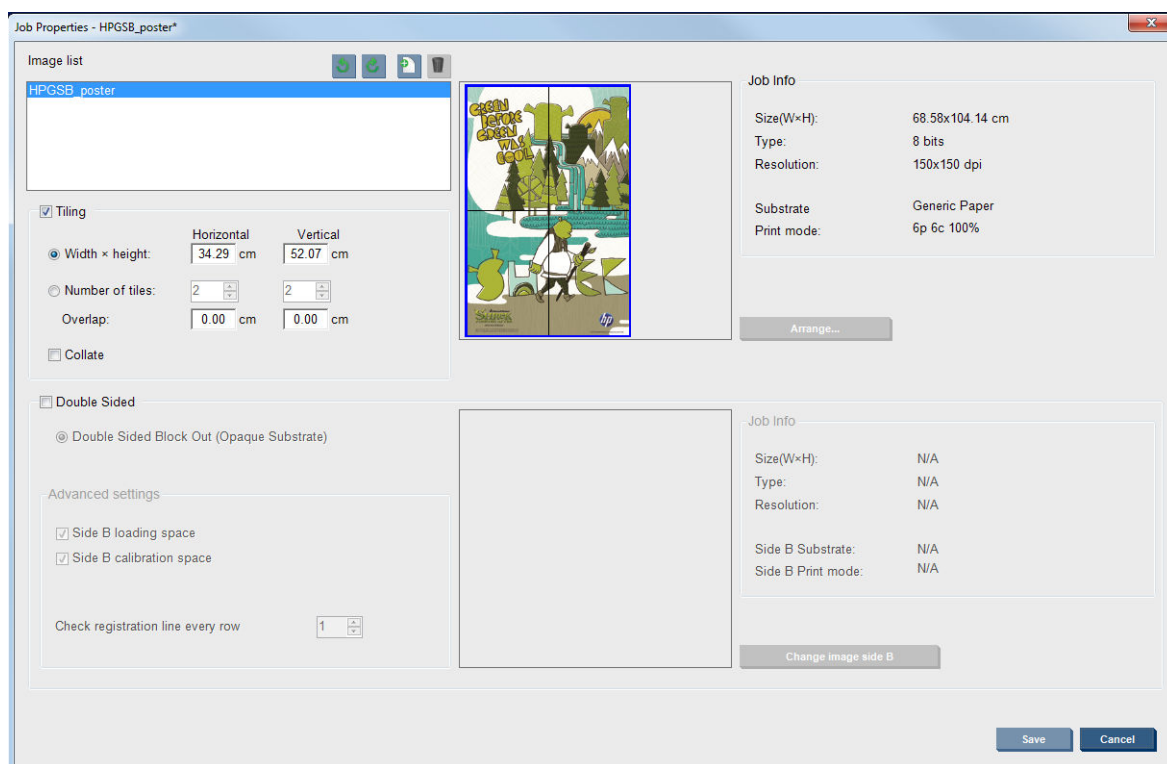 Job Properties - HPGSB_poster*
x
Image list
HPGSB_poster
GREEN
BEFORE
GREEN
WAS
COOL
SHREK
hp
Job Info
Size(W×H): 68.58x104.14 cm
Type: 8 bits
Resolution: 150x150 dpi
Substrate Generic Paper
Print mode: 6p 6c 100%
Arrange...
Tiling
Horizontal Vertical
Width × height: 34.29 cm 52.07 cm
Number of tiles: 2 2
Overlap: 0.00 cm 0.00 cm
Collate
Double Sided
Double Sided Block Out (Opaque Substrate)
Advanced settings
Side B loading space
Side B calibration space
Check registration line every row 1
Job Info
Size(W×H): N/A
Type: N/A
Resolution: N/A
Side B Substrate: N/A
Side B Print mode: N/A
Change image side B
Save Cancel